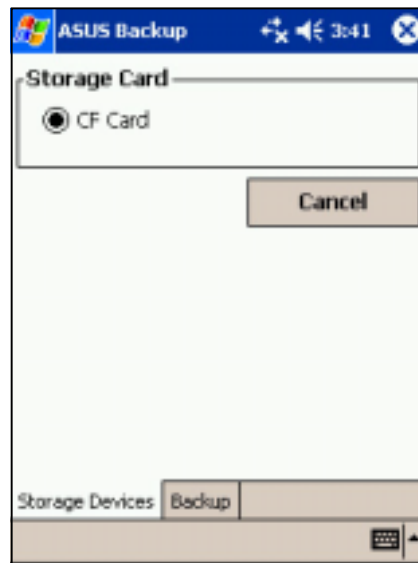 ASUS Backup 3:41
Storage Card
CF Card
Cancel
Storage Devices Backup